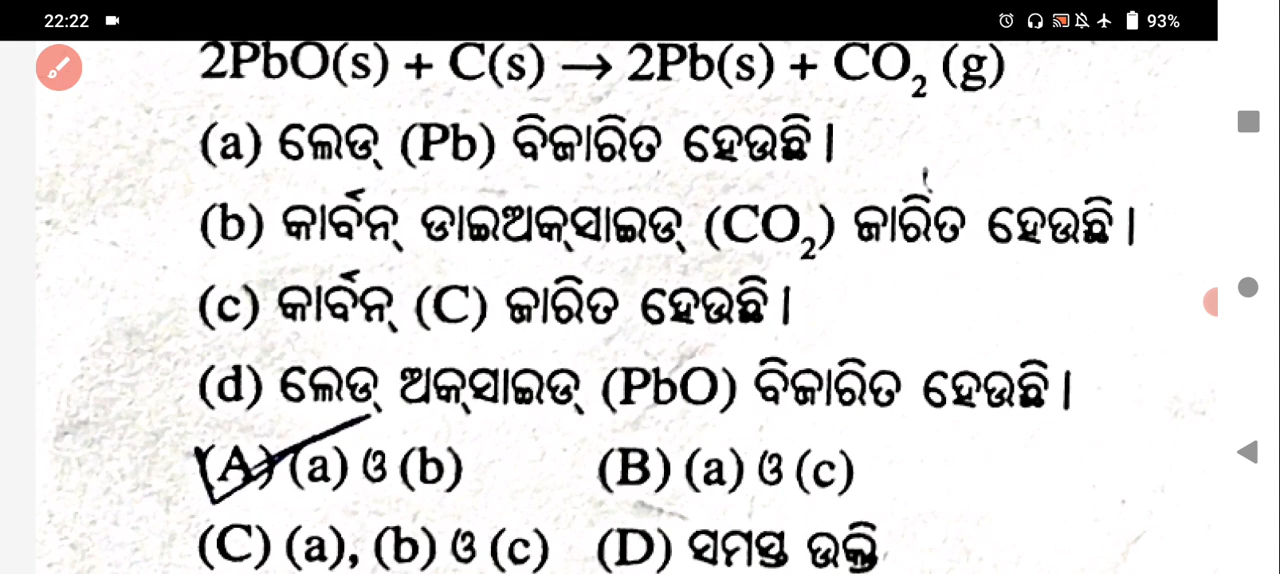 22:22 93%
2PbO(s) + C(s) → 2Pb(s) + CO₂ (g)
(a) ଲେଡ୍ (Pb) ବିଜାରିତ ହେଉଛି ।
(b) କାର୍ବନ୍ ଡାଇଅକ୍ସାଇଡ୍ (CO₂) ଜାରିତ ହେଉଛି ।
(c) କାର୍ବନ୍ (C) ଜାରିତ ହେଉଛି ।
(d) ଲେଡ୍ ଅକ୍ସାଇଡ୍ (PbO) ବିଜାରିତ ହେଉଛି ।
(A) (a) ଓ (b) (B) (a) ଓ (c)
(C) (a), (b) ଓ (c) (D) ସମସ୍ତ ଉକ୍ତି